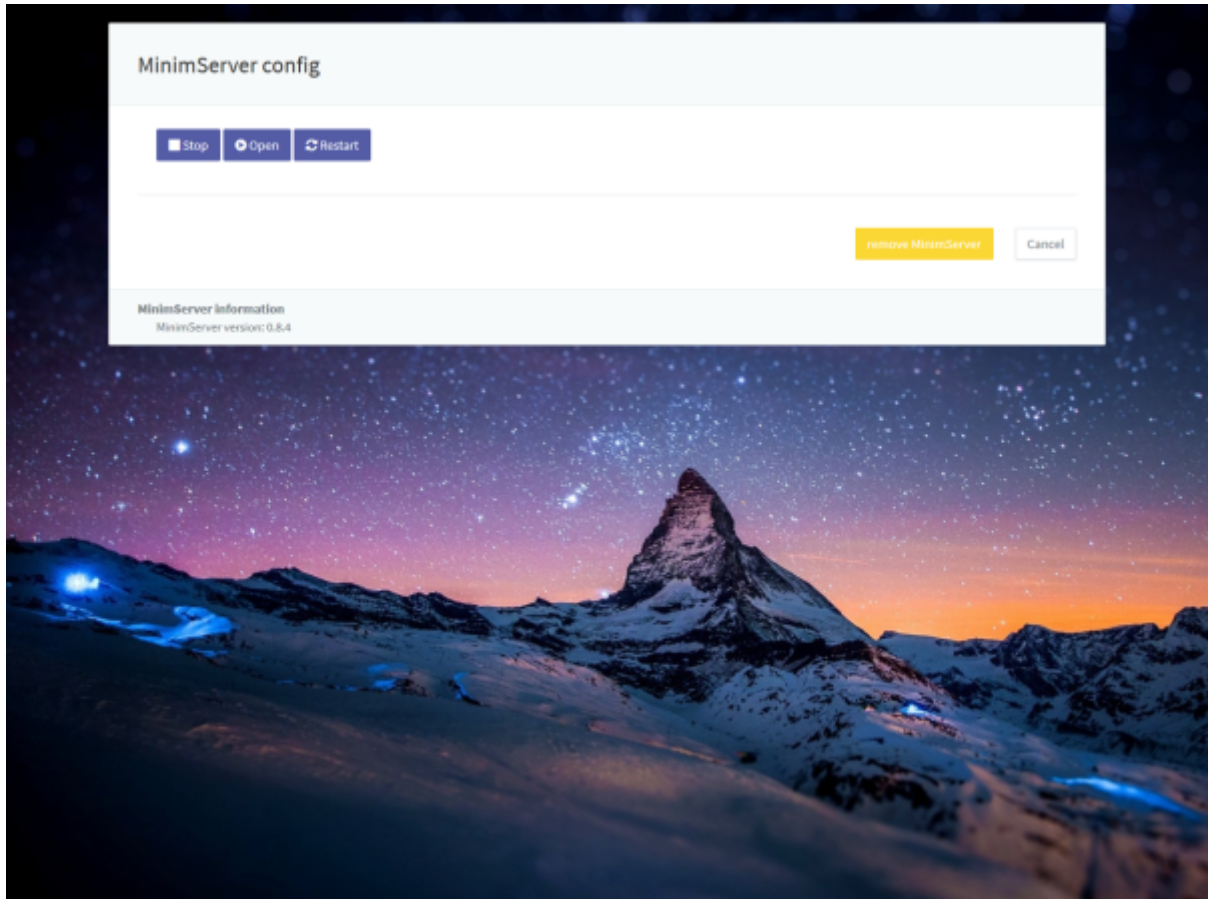 MinimServer config
Stop Open Restart
remove MinimServer Cancel
MinimServer information
MinimServer version: 0.8.4